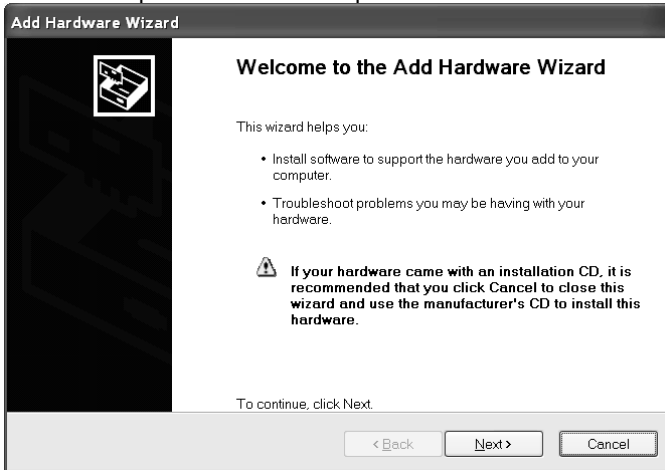 Add Hardware Wizard
Welcome to the Add Hardware Wizard
This wizard helps you:
• Install software to support the hardware you add to your
computer.
• Troubleshoot problems you may be having with your
hardware.
If your hardware came with an installation CD, it is
recommended that you click Cancel to close this
wizard and use the manufacturer's CD to install this
hardware.
To continue, click Next.
< Back Next > Cancel